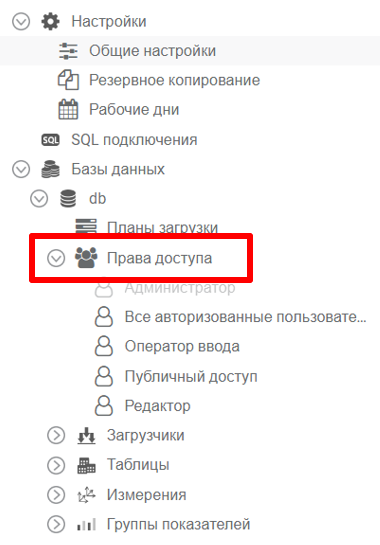 Настройки
Общие настройки
Резервное копирование
Рабочие дни
SQL SQL подключения
Базы данных
db
Планы загрузки
Права доступа
Администратор
Все авторизованные пользовате...
Оператор ввода
Публичный доступ
Редактор
Загрузчики
Таблицы
Измерения
Группы показателей